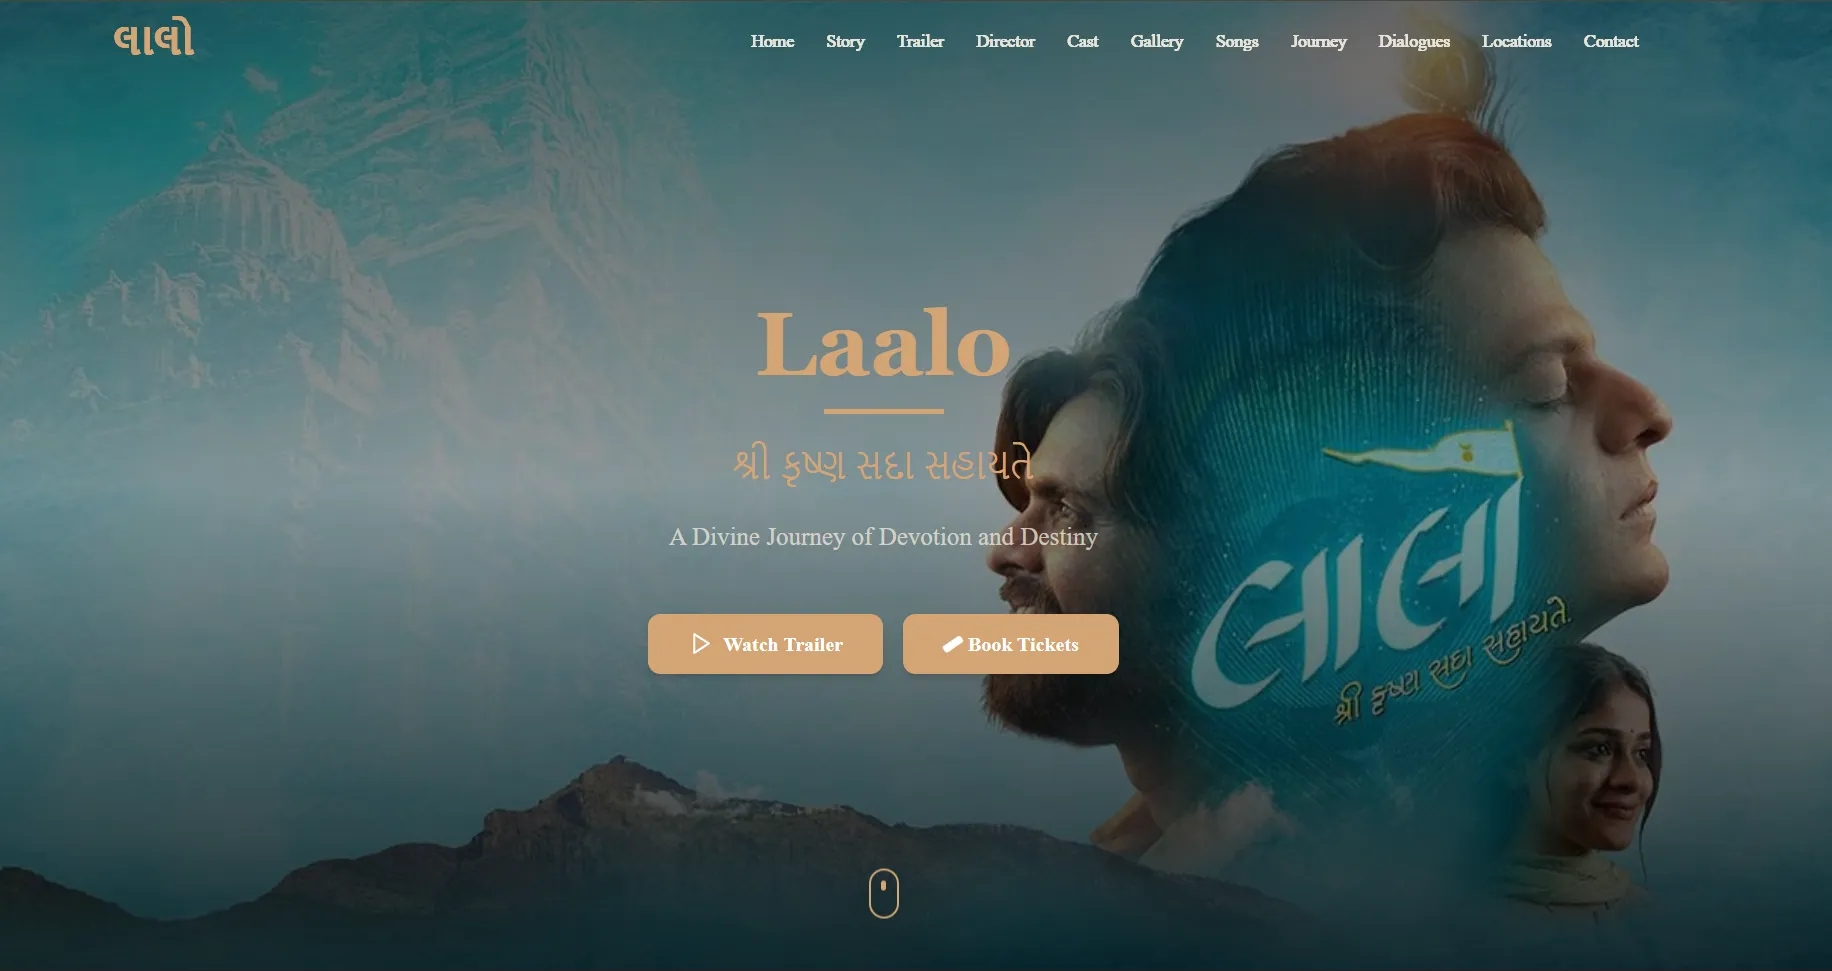 લાલો
Home Story Trailer Director Cast Gallery Songs Journey Dialogues Locations Contact
Laalo
શ્રી કૃષ્ણ સદા સહાયતે
A Divine Journey of Devotion and Destiny
Watch Trailer
Book Tickets
લાલો
શ્રી કૃષ્ણ સદા સહાયતે.